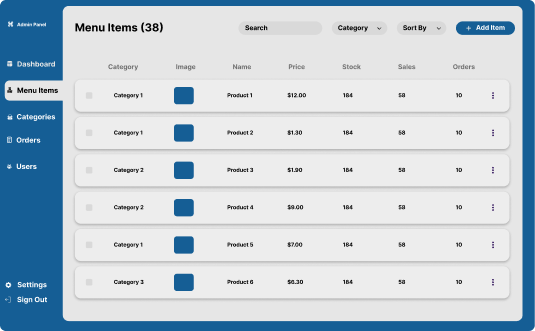 Admin Panel
Menu Items (38)
Search
Category
Sort By
+ Add Item
Dashboard
Menu Items
Categories
Orders
Users
Settings
Sign Out
Category Image Name Price Stock Sales Orders
Category 1 Product 1 $12.00 184 58 10
Category 1 Product 2 $1.30 184 58 10
Category 2 Product 3 $1.90 184 58 10
Category 2 Product 4 $9.00 184 58 10
Category 1 Product 5 $7.00 184 58 10
Category 3 Product 6 $6.30 184 58 10